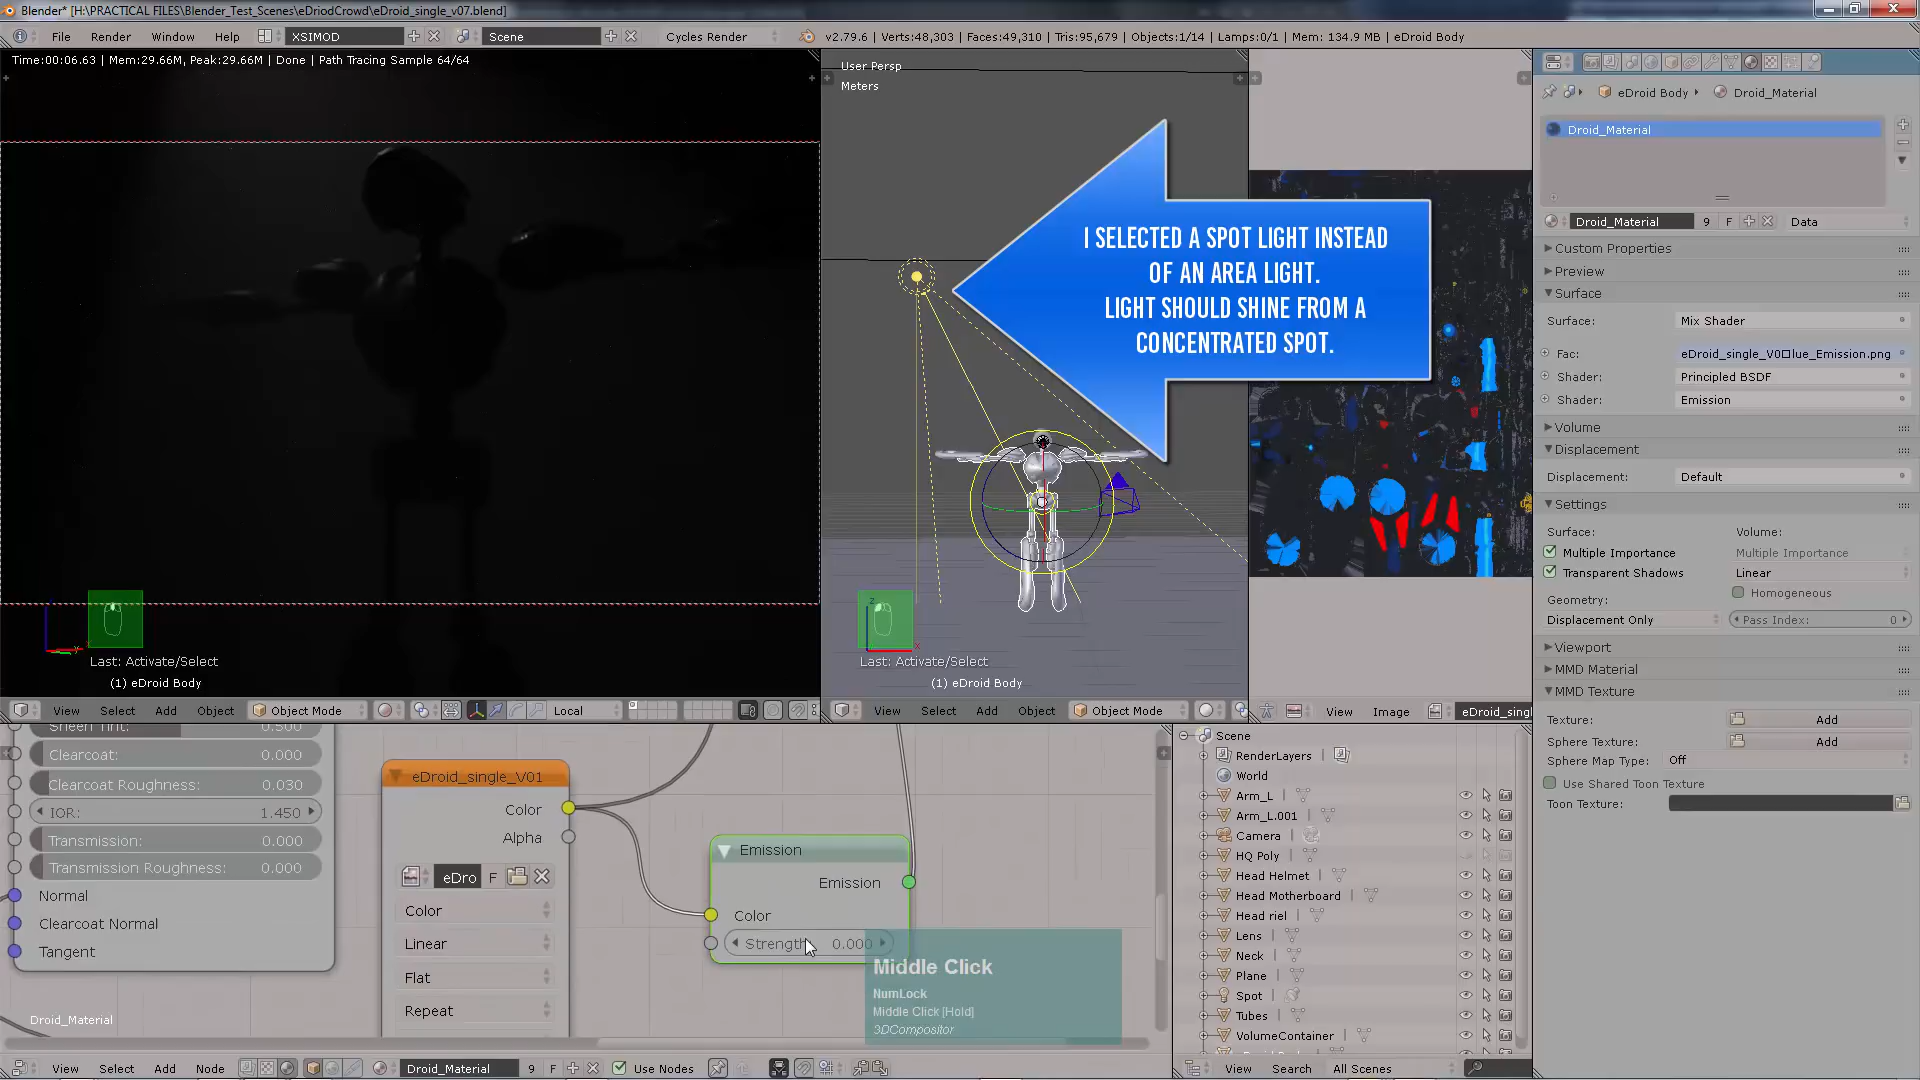 Blender* [H:\PRACTICAL FILES\Blender_Test_Scenes\eDriodCrowd\eDroid_single_v07.blend]
File Render Window Help XSIMOD Scene Cycles Render v2.79.6 | Verts:48,303 | Faces:49,310 | Tris:95,679 | Objects:1/14 | Lamps:0/1 | Mem: 134.9 MB | eDroid Body
Time:00:06.63 | Mem:29.66M, Peak:29.66M | Done | Path Tracing Sample 64/64
Last: Activate/Select
(1) eDroid Body
View Select Add Object Object Mode Local
User Persp
Meters
I SELECTED A SPOT LIGHT INSTEAD
OF AN AREA LIGHT.
LIGHT SHOULD SHINE FROM A
CONCENTRATED SPOT.
Last: Activate/Select
(1) eDroid Body
View Select Add Object Object Mode
View Image eDroid_singl
eDroid Body Droid_Material
Droid_Material
Droid_Material 9 F Data
Custom Properties
Preview
Surface
Surface: Mix Shader
Fac: eDroid_single_V0□lue_Emission.png
Shader: Principled BSDF
Shader: Emission
Volume
Displacement
Displacement: Default
Settings
Surface: Volume:
Multiple Importance Multiple Importance
Transparent Shadows Linear
Homogeneous
Geometry:
Displacement Only Pass Index: 0
Viewport
MMD Material
MMD Texture
Texture: Add
Sphere Texture: Add
Sphere Map Type: Off
Use Shared Toon Texture
Toon Texture:
Sheen Tint: 0.500
Clearcoat: 0.000
Clearcoat Roughness: 0.030
IOR: 1.450
Transmission: 0.000
Transmission Roughness: 0.000
Normal
Clearcoat Normal
Tangent
Droid_Material
eDroid_single_V01
Color
Alpha
eDro F
Color
Linear
Flat
Repeat
Emission
Emission
Color
Strength 0.000
Middle Click
NumLock
Middle Click [Hold]
3DCompositor
View Select Add Node Droid_Material 9 F Use Nodes
Scene
RenderLayers
World
Arm_L
Arm_L.001
Camera
HQ Poly
Head Helmet
Head Motherboard
Head riel
Lens
Neck
Plane
Spot
Tubes
VolumeContainer
View Search All Scenes